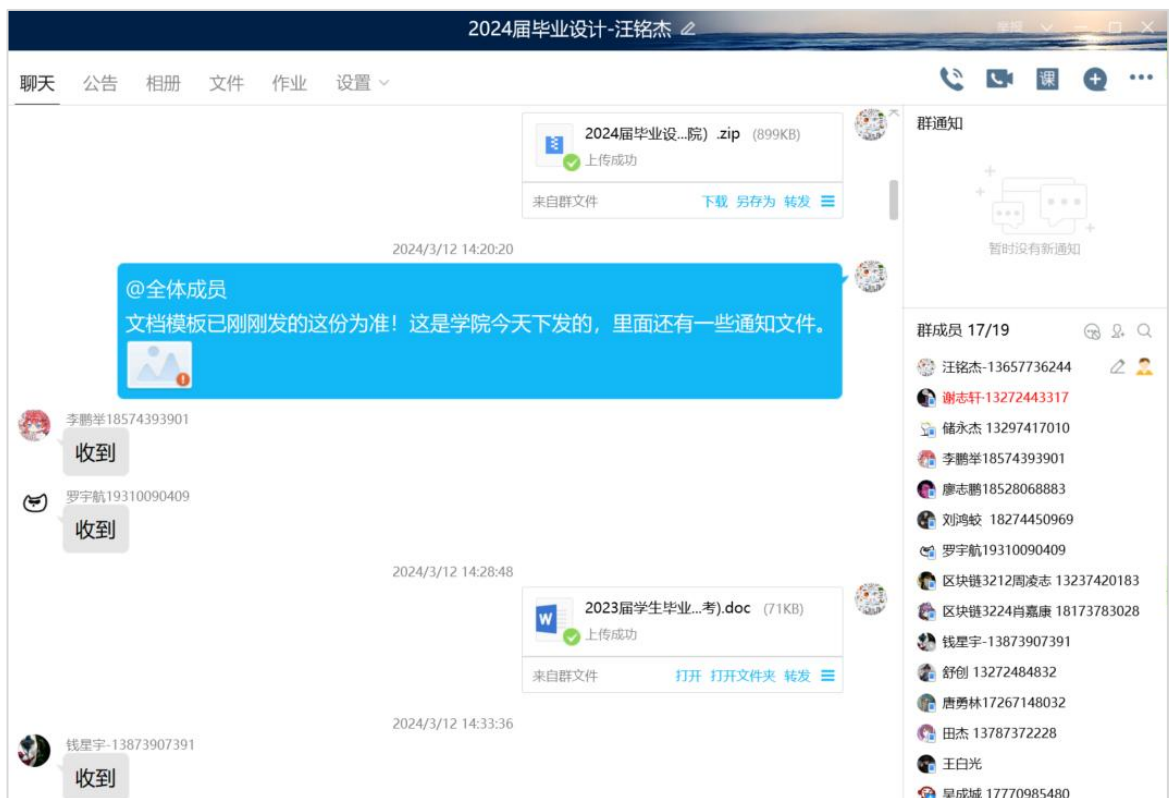 2024届毕业设计-汪铭杰
举报
聊天 公告 相册 文件 作业 设置
课
2024届毕业设...院）.zip (899KB)
上传成功
来自群文件 下载 另存为 转发
2024/3/12 14:20:20
@全体成员
文档模板已刚刚发的这份为准！这是学院今天下发的，里面还有一些通知文件。
李鹏举18574393901
收到
罗宇航19310090409
收到
2024/3/12 14:28:48
2023届学生毕业...考).doc (71KB)
上传成功
来自群文件 打开 打开文件夹 转发
2024/3/12 14:33:36
钱星宇-13873907391
收到
群通知
暂时没有新通知
群成员 17/19
汪铭杰-13657736244
谢志轩-13272443317
储永杰 13297417010
李鹏举18574393901
廖志鹏18528068883
刘鸿蛟 18274450969
罗宇航19310090409
区块链3212周凌志 13237420183
区块链3224肖嘉康 18173783028
钱星宇-13873907391
舒创 13272484832
唐勇林17267148032
田杰 13787372228
王白光
吴成城 17770985480